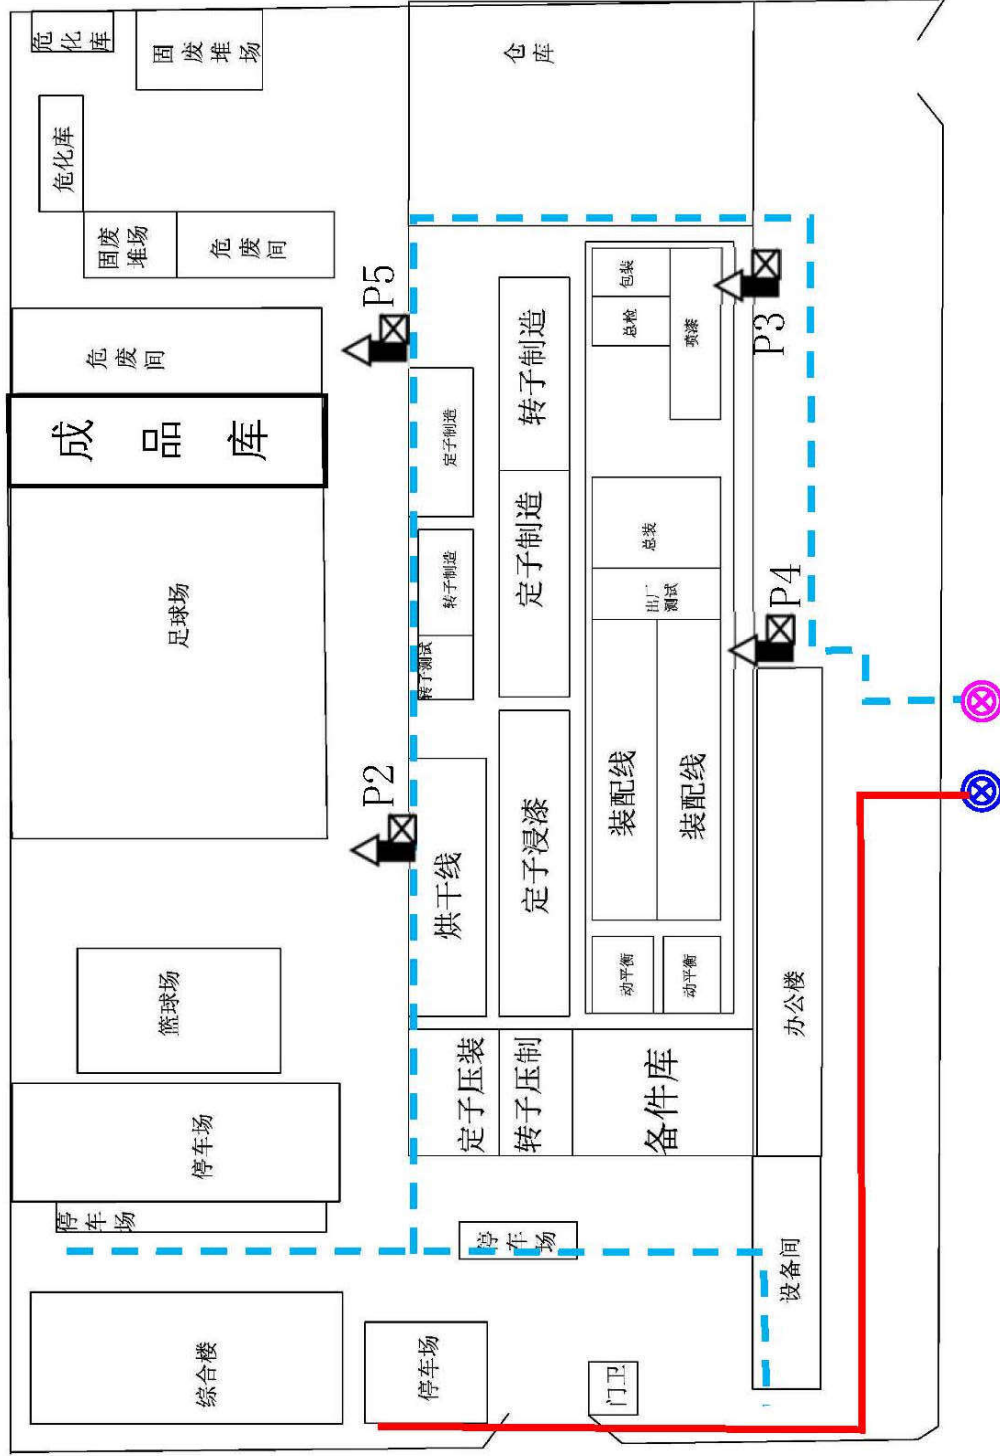 危化库
固废堆场
仓库
危化库
固废
堆场
危废间
P5
包装
总检
喷漆
P3
危废间
成品库
定子制造
转子制造
足球场
转子制造
转子测试
定子制造
总装
出厂
测试
P4
P2
烘干线
定子浸漆
装配线
装配线
篮球场
动平衡
动平衡
办公楼
停车场
定子压装
转子压制
备件库
停车场
停车场
设备间
综合楼
停车场
门卫